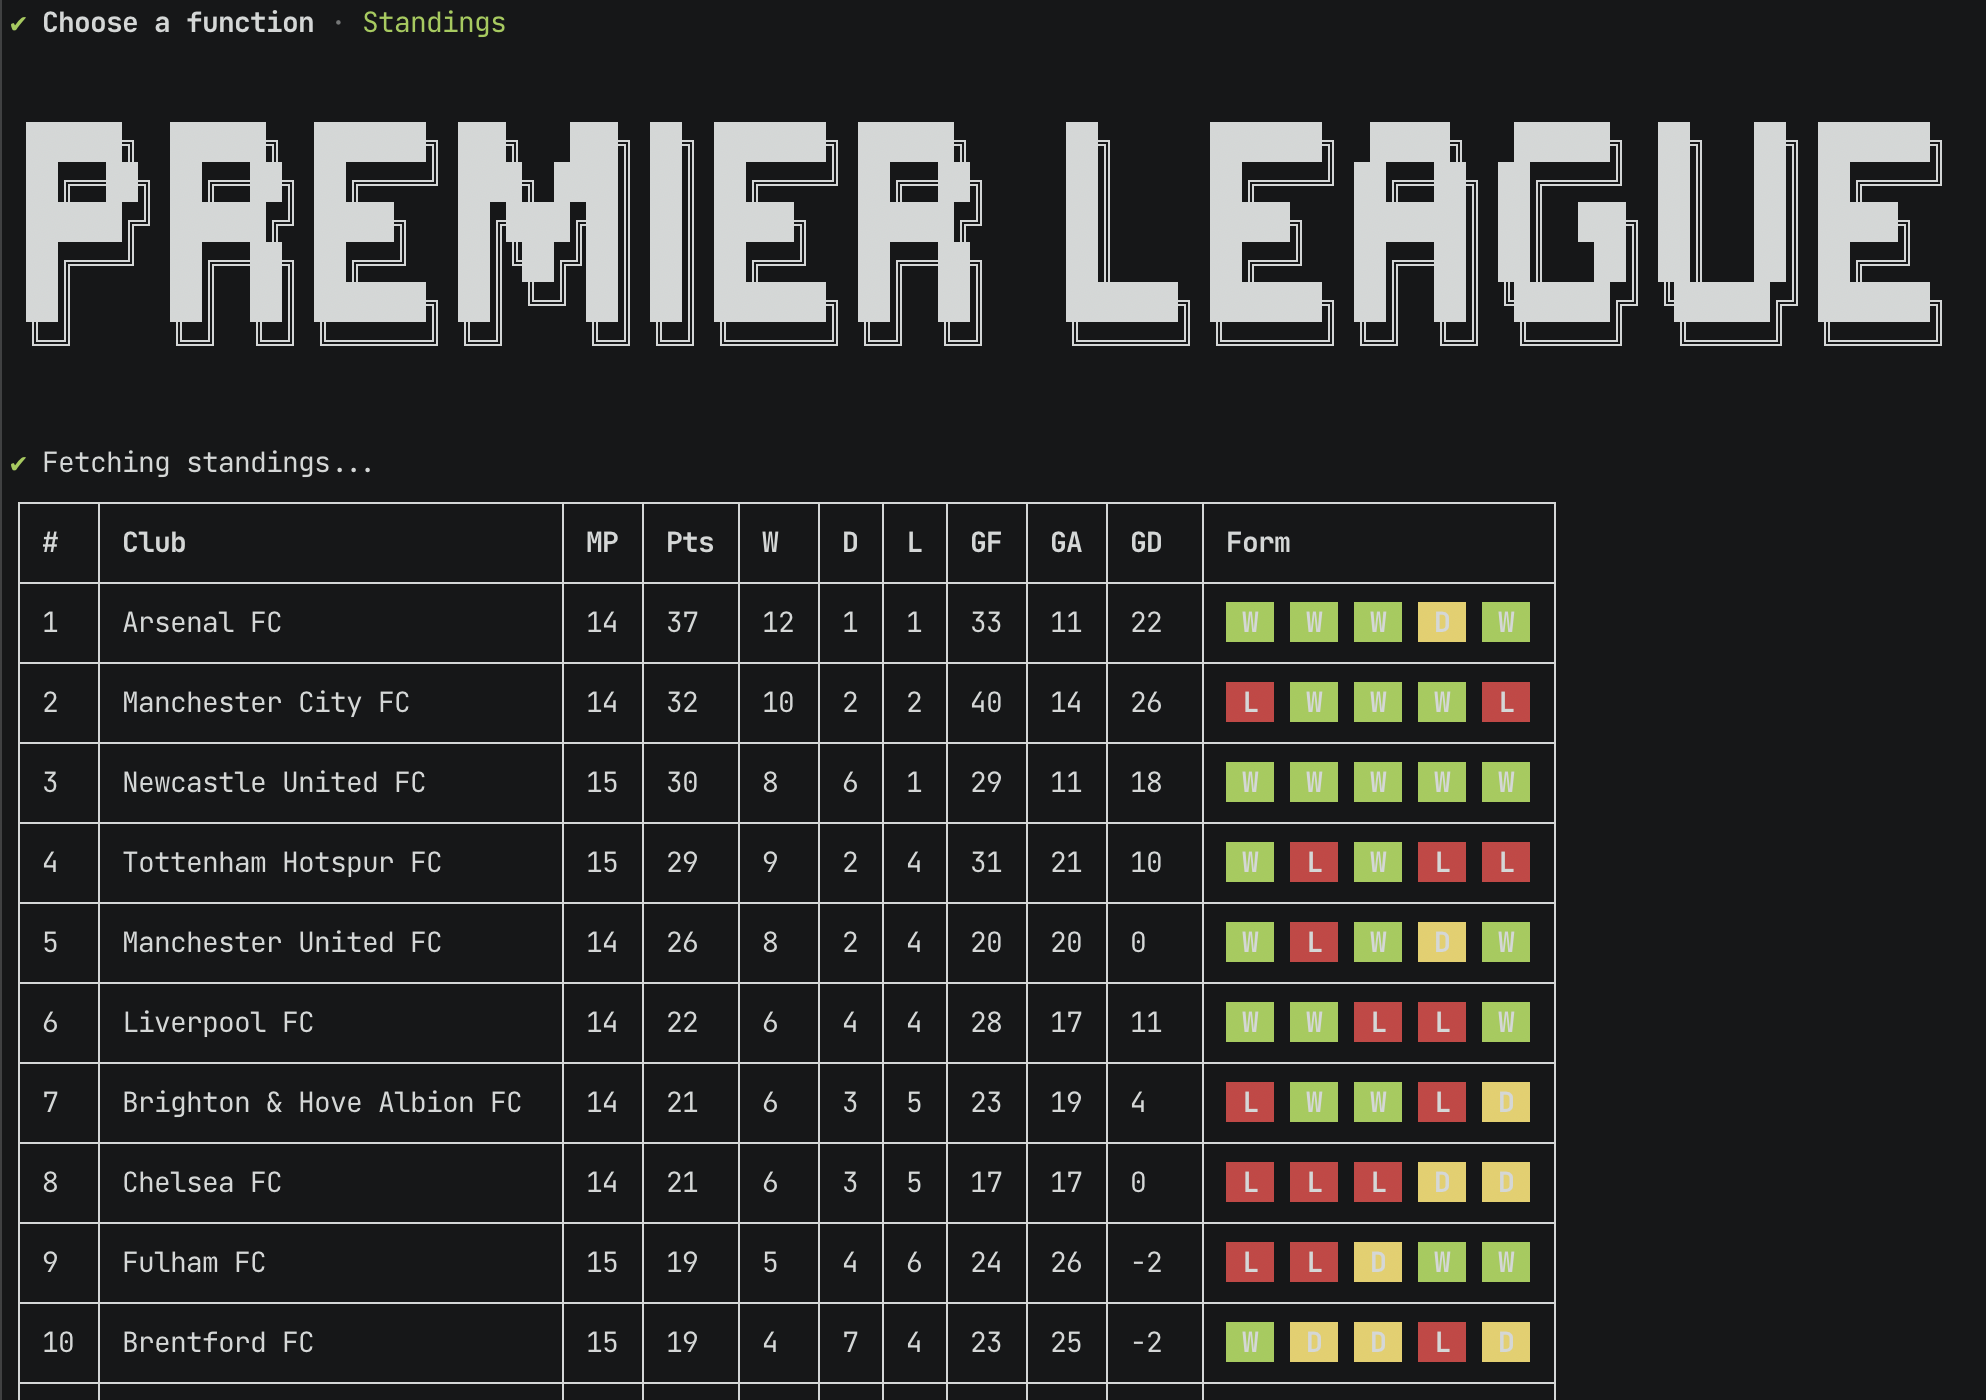 ✔ Choose a function · Standings
PREMIER LEAGUE
✔ Fetching standings...
# Club MP Pts W D L GF GA GD Form
1 Arsenal FC 14 37 12 1 1 33 11 22 W W W D W
2 Manchester City FC 14 32 10 2 2 40 14 26 L W W W L
3 Newcastle United FC 15 30 8 6 1 29 11 18 W W W W W
4 Tottenham Hotspur FC 15 29 9 2 4 31 21 10 W L W L L
5 Manchester United FC 14 26 8 2 4 20 20 0 W L W D W
6 Liverpool FC 14 22 6 4 4 28 17 11 W W L L W
7 Brighton & Hove Albion FC 14 21 6 3 5 23 19 4 L W W L D
8 Chelsea FC 14 21 6 3 5 17 17 0 L L L D D
9 Fulham FC 15 19 5 4 6 24 26 -2 L L D W W
10 Brentford FC 15 19 4 7 4 23 25 -2 W D D L D